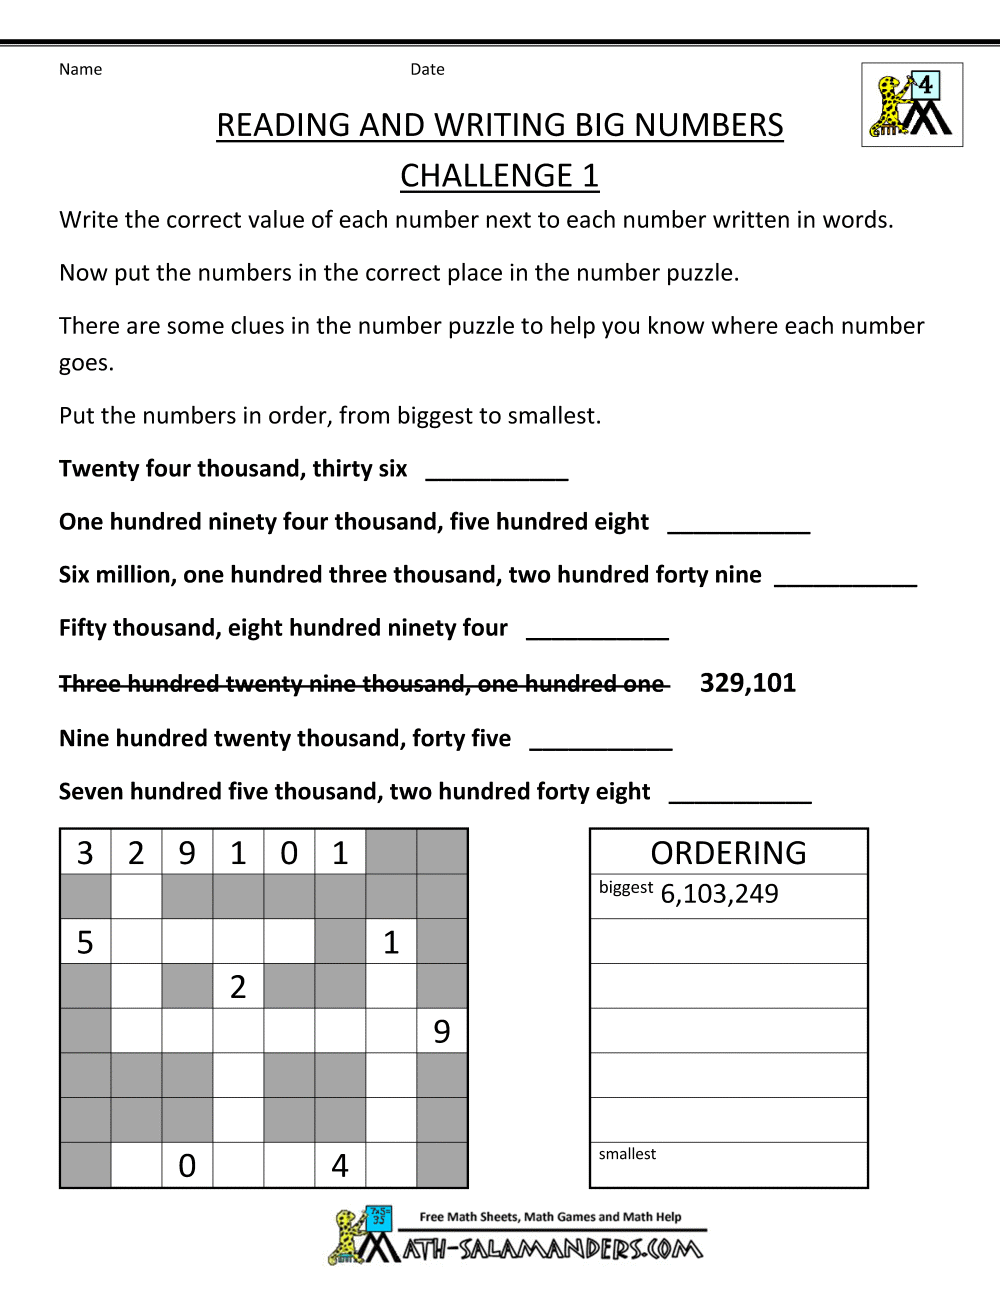 Name Date
4
READING AND WRITING BIG NUMBERS
CHALLENGE 1
Write the correct value of each number next to each number written in words.
Now put the numbers in the correct place in the number puzzle.
There are some clues in the number puzzle to help you know where each number
goes.
Put the numbers in order, from biggest to smallest.
Twenty four thousand, thirty six ___________
One hundred ninety four thousand, five hundred eight ___________
Six million, one hundred three thousand, two hundred forty nine ___________
Fifty thousand, eight hundred ninety four ___________
Three hundred twenty nine thousand, one hundred one 329,101
Nine hundred twenty thousand, forty five ___________
Seven hundred five thousand, two hundred forty eight ___________
3 2 9 1 0 1
5 1
2
9
0 4
ORDERING
biggest 6,103,249
smallest
7x5=
35
Free Math Sheets, Math Games and Math Help
MATH-SALAMANDERS.COM